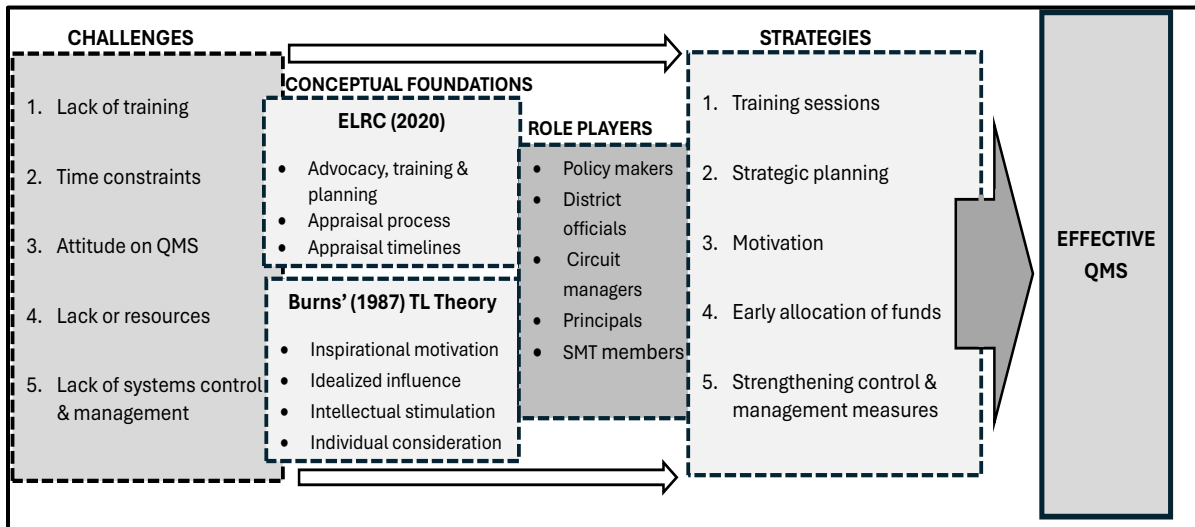 CHALLENGES
1. Lack of training
2. Time constraints
3. Attitude on QMS
4. Lack or resources
5. Lack of systems control
& management
CONCEPTUAL FOUNDATIONS
ELRC (2020)
• Advocacy, training &
planning
• Appraisal process
• Appraisal timelines
Burns’ (1987) TL Theory
• Inspirational motivation
• Idealized influence
• Intellectual stimulation
• Individual consideration
ROLE PLAYERS
• Policy makers
• District
officials
• Circuit
managers
• Principals
• SMT members
STRATEGIES
1. Training sessions
2. Strategic planning
3. Motivation
4. Early allocation of funds
5. Strengthening control &
management measures
EFFECTIVE
QMS